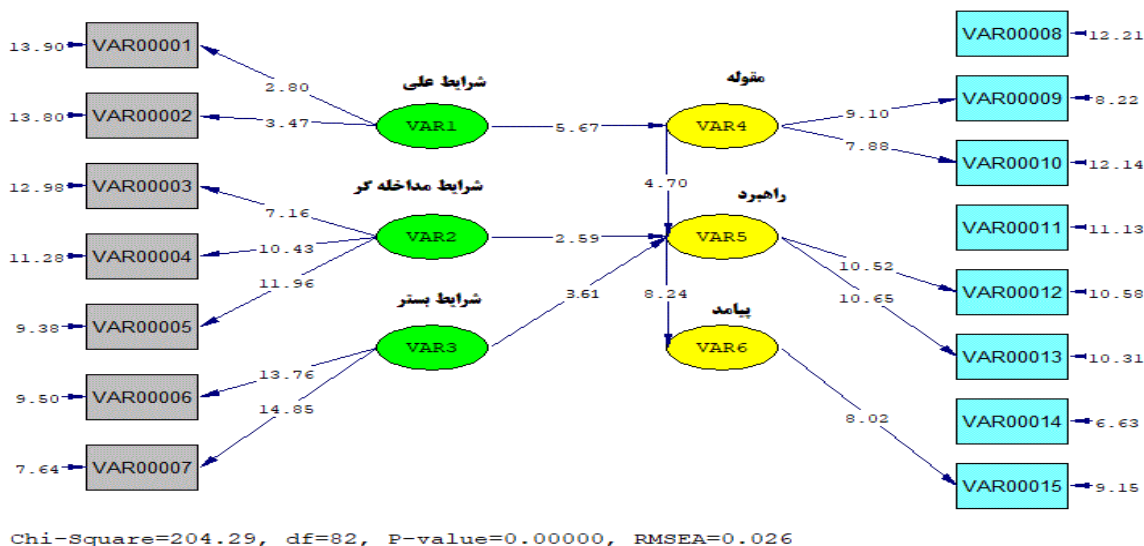 13.90 VAR00001
13.80 VAR00002
12.98 VAR00003
11.28 VAR00004
9.38 VAR00005
9.50 VAR00006
7.64 VAR00007
2.80
3.47
7.16
10.43
11.96
13.76
14.85
شرایط علی
VAR1
شرایط مداخله گر
VAR2
شرایط بستر
VAR3
5.67
2.59
3.61
مقوله
VAR4
4.70
راهبرد
VAR5
8.24
پیامد
VAR6
9.10
7.88
10.52
10.65
8.02
VAR00008 12.21
VAR00009 8.22
VAR00010 12.14
VAR00011 11.13
VAR00012 10.58
VAR00013 10.31
VAR00014 6.63
VAR00015 9.15
Chi-Square=204.29, df=82, P-value=0.00000, RMSEA=0.026